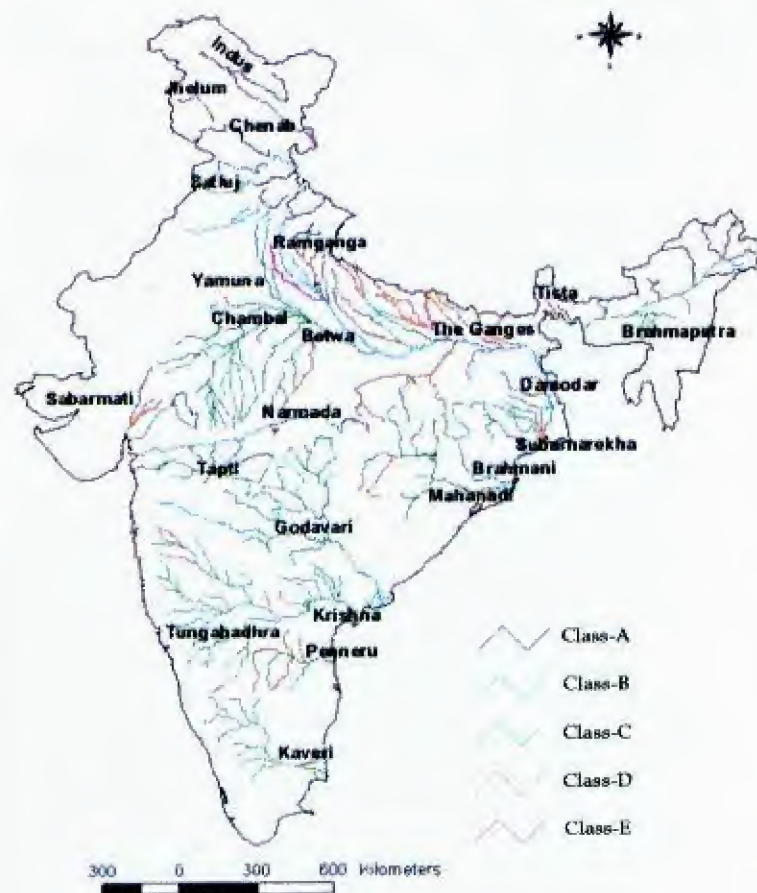 Indus
Jhelum
Chenab
Satluj
Ramganga
Yamuna
Tista
Chambal
The Ganges
Betwa
Brahmaputra
Damodar
Sabarmati
Narmada
Subarnarekha
Tapti
Brahmani
Mahanadi
Godavari
Krishna
Tungabadhra
Penneru
Kaveri
Class-A
Class-B
Class-C
Class-D
Class-E
300 0 300 600 Kilometers